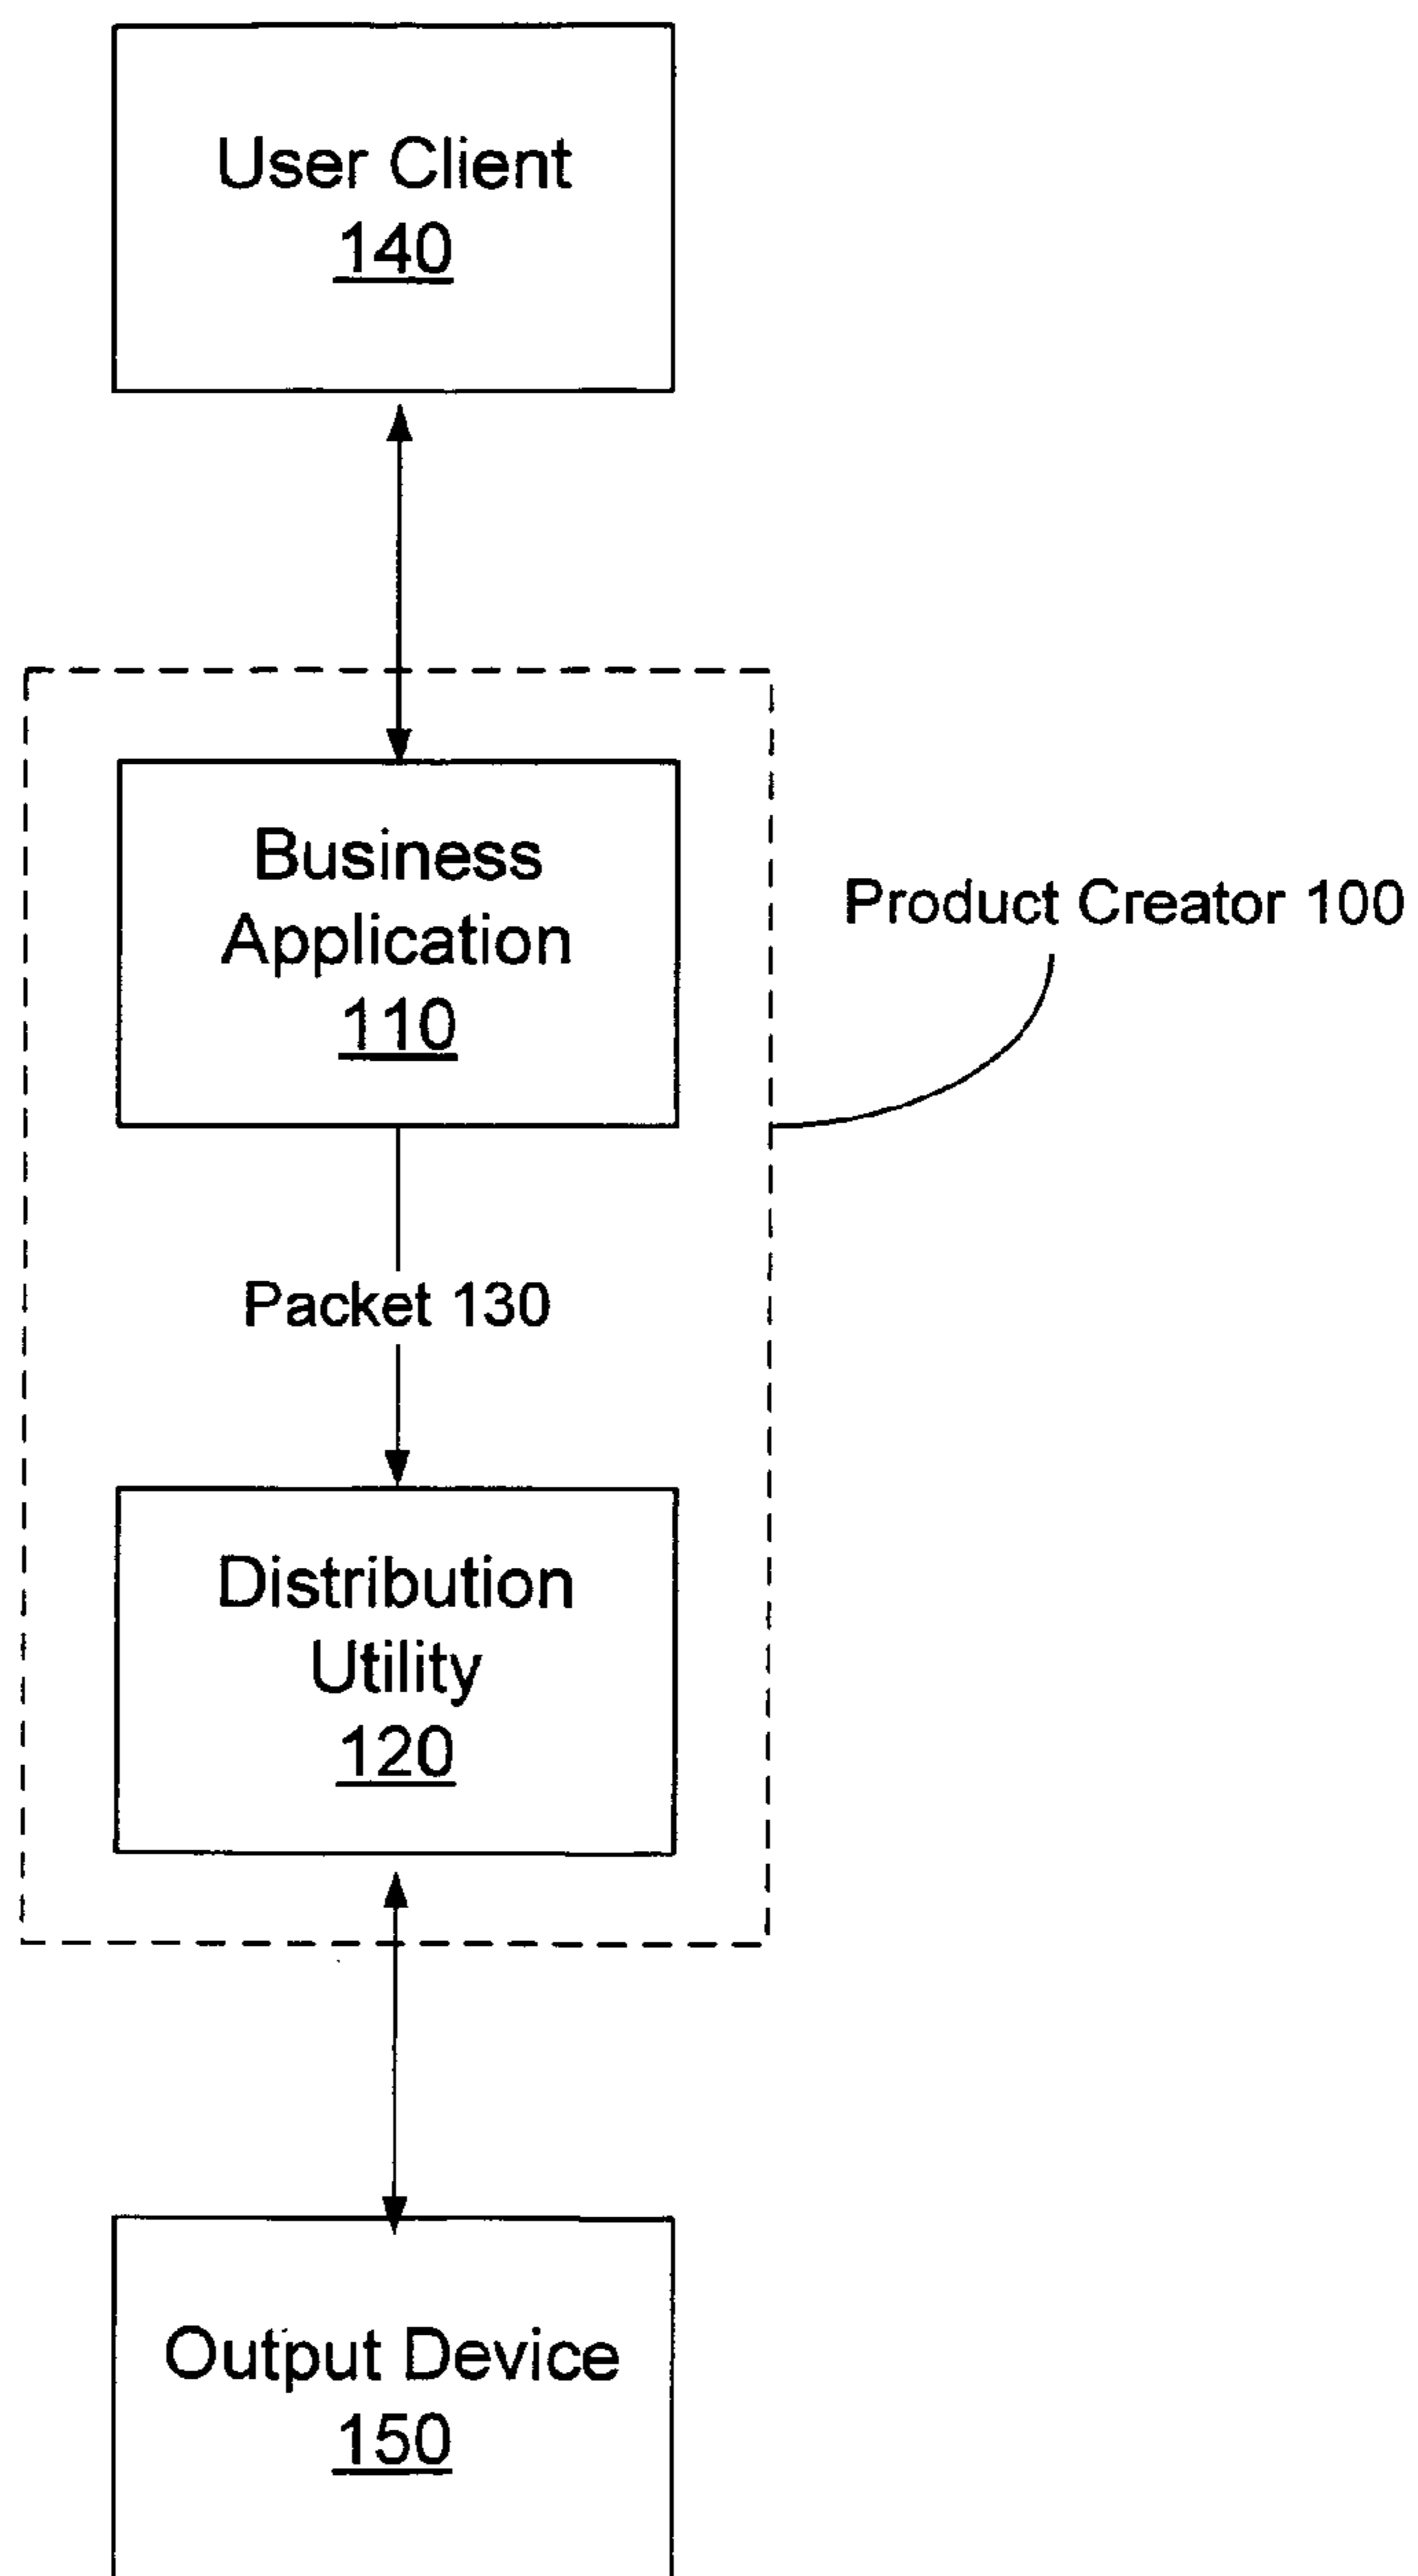 User Client
140
Business
Application
110
Product Creator 100
Packet 130
Distribution
Utility
120
Output Device
150